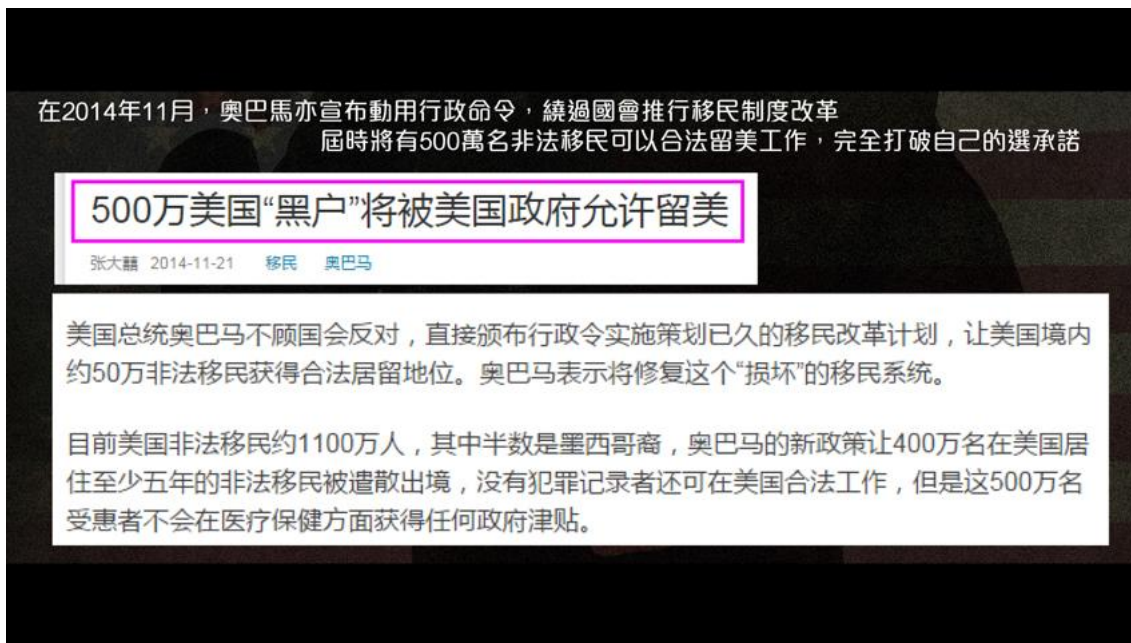 在2014年11月，奧巴馬亦宣布動用行政命令，繞過國會推行移民制度改革
屆時將有500萬名非法移民可以合法留美工作，完全打破自己的選承諾
500万美国“黑户”将被美国政府允许留美
张大囍 2014-11-21 移民 奥巴马
美国总统奥巴马不顾国会反对，直接颁布行政令实施策划已久的移民改革计划，让美国境内
约50万非法移民获得合法居留地位。奥巴马表示将修复这个“损坏”的移民系统。
目前美国非法移民约1100万人，其中半数是墨西哥裔，奥巴马的新政策让400万名在美国居
住至少五年的非法移民被遣散出境，没有犯罪记录者还可在美国合法工作，但是这500万名
受惠者不会在医疗保健方面获得任何政府津贴。